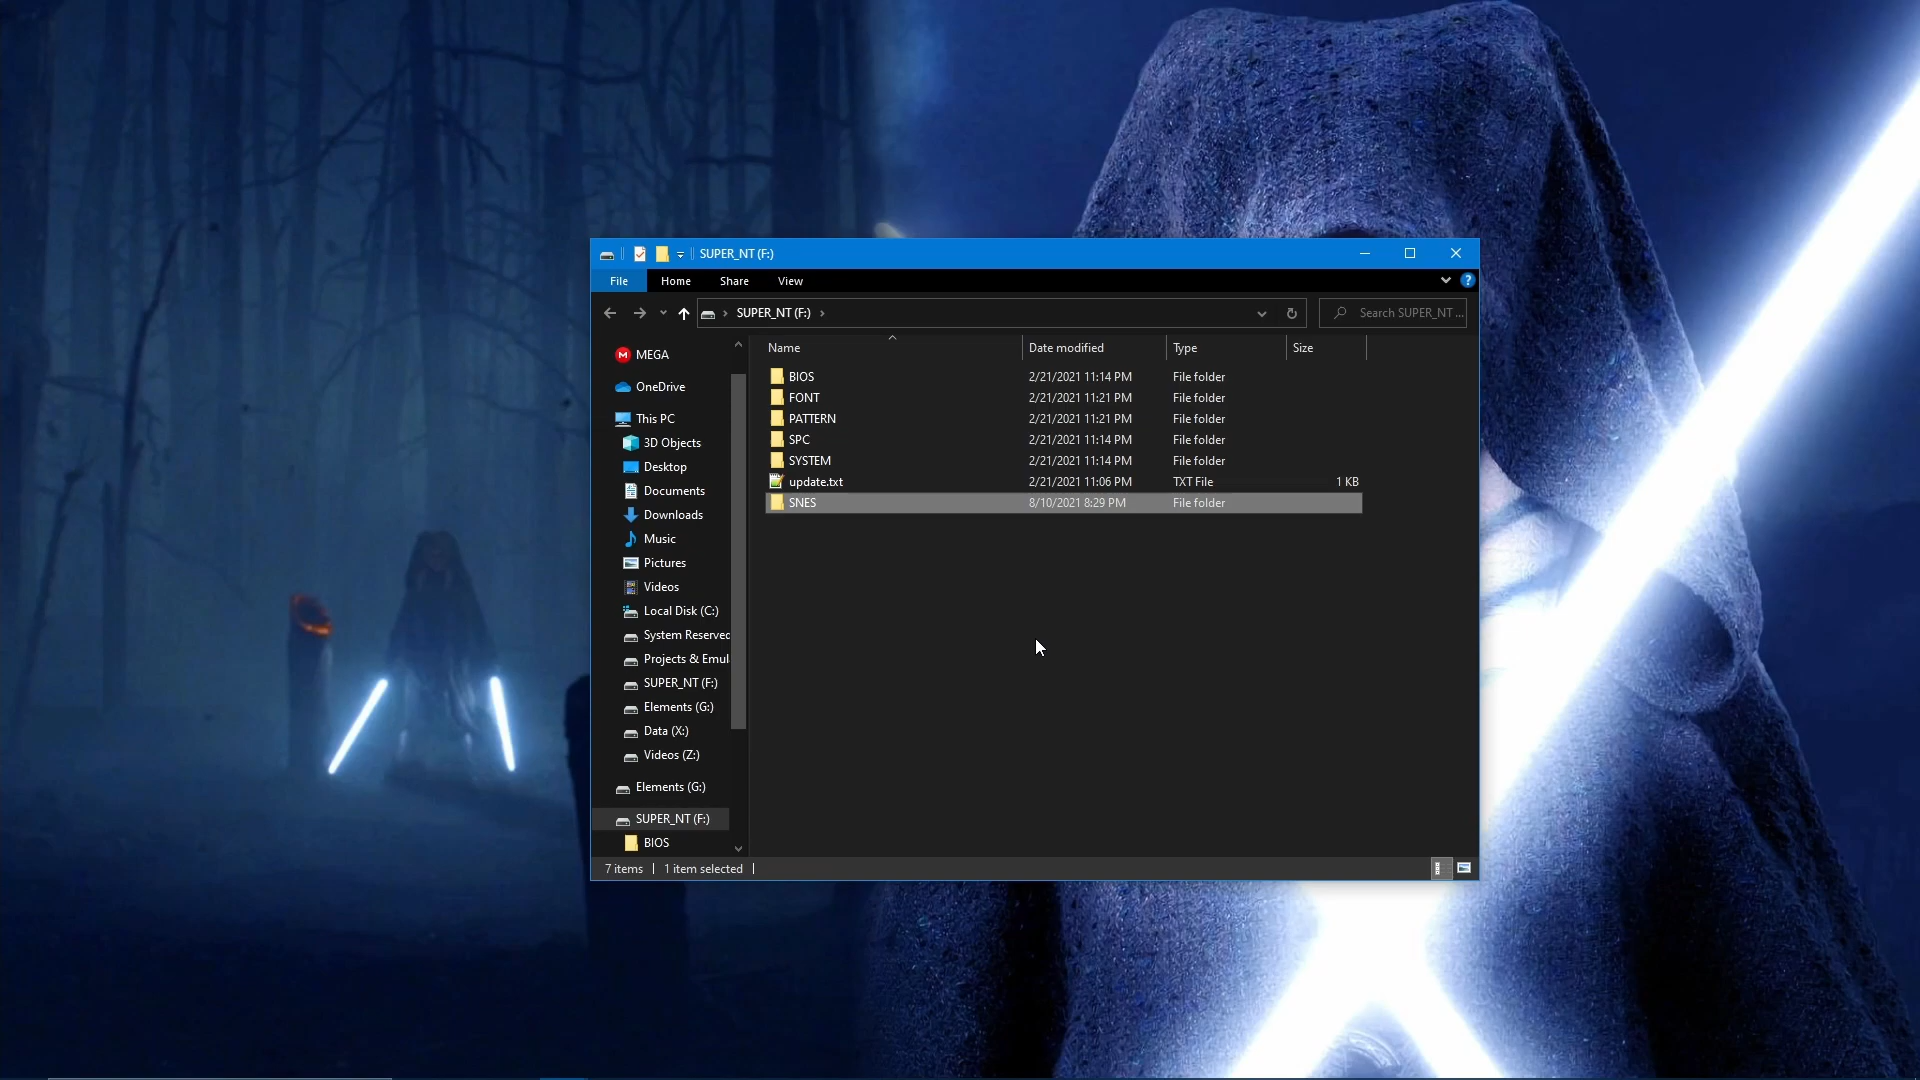 SUPER_NT (F:)
File Home Share View
SUPER_NT (F:) Search SUPER_NT ...
Name Date modified Type Size
BIOS 2/21/2021 11:14 PM File folder
FONT 2/21/2021 11:21 PM File folder
PATTERN 2/21/2021 11:21 PM File folder
SPC 2/21/2021 11:14 PM File folder
SYSTEM 2/21/2021 11:14 PM File folder
update.txt 2/21/2021 11:06 PM TXT File 1 KB
SNES 8/10/2021 8:29 PM File folder
MEGA
OneDrive
This PC
3D Objects
Desktop
Documents
Downloads
Music
Pictures
Videos
Local Disk (C:)
System Reserved
Projects & Emul
SUPER_NT (F:)
Elements (G:)
Data (X:)
Videos (Z:)
Elements (G:)
SUPER_NT (F:)
BIOS
7 items 1 item selected